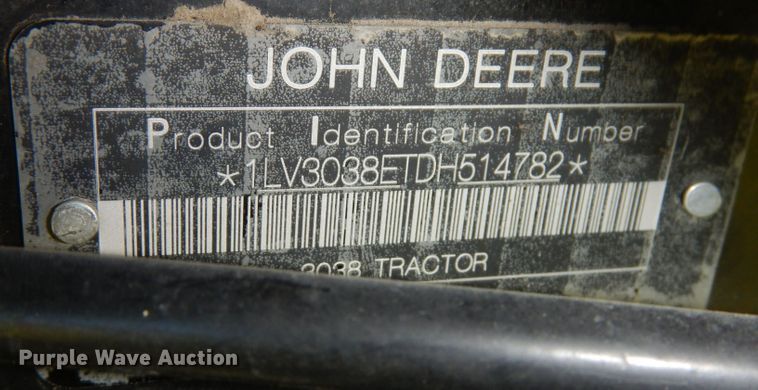 JOHN DEERE
Product Identification Number
*1LV3038ETDH514782*
3038 TRACTOR
Purple Wave Auction